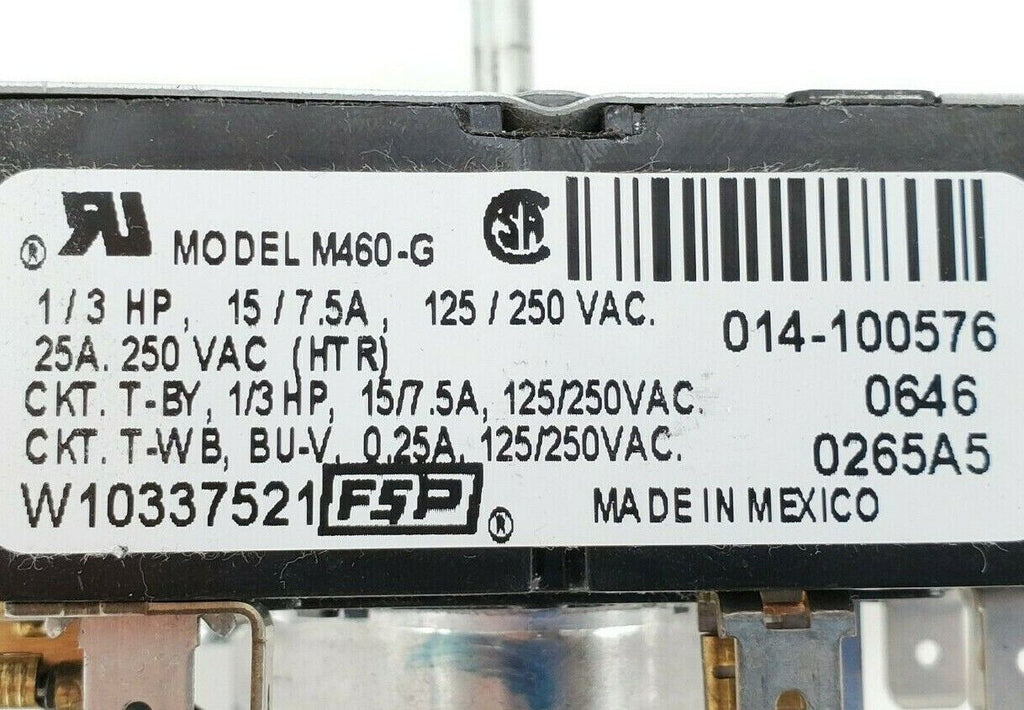 ® RU MODEL M460-G SA
1/3 HP, 15/7.5A, 125/250 VAC.
014-100576
25A. 250 VAC (HTR)
CKT. T-BY, 1/3 HP, 15/7.5A, 125/250VAC.
0646
CKT. T-WB, BU-V, 0.25A, 125/250VAC.
0265A5
W10337521 FSP ® MADE IN MEXICO